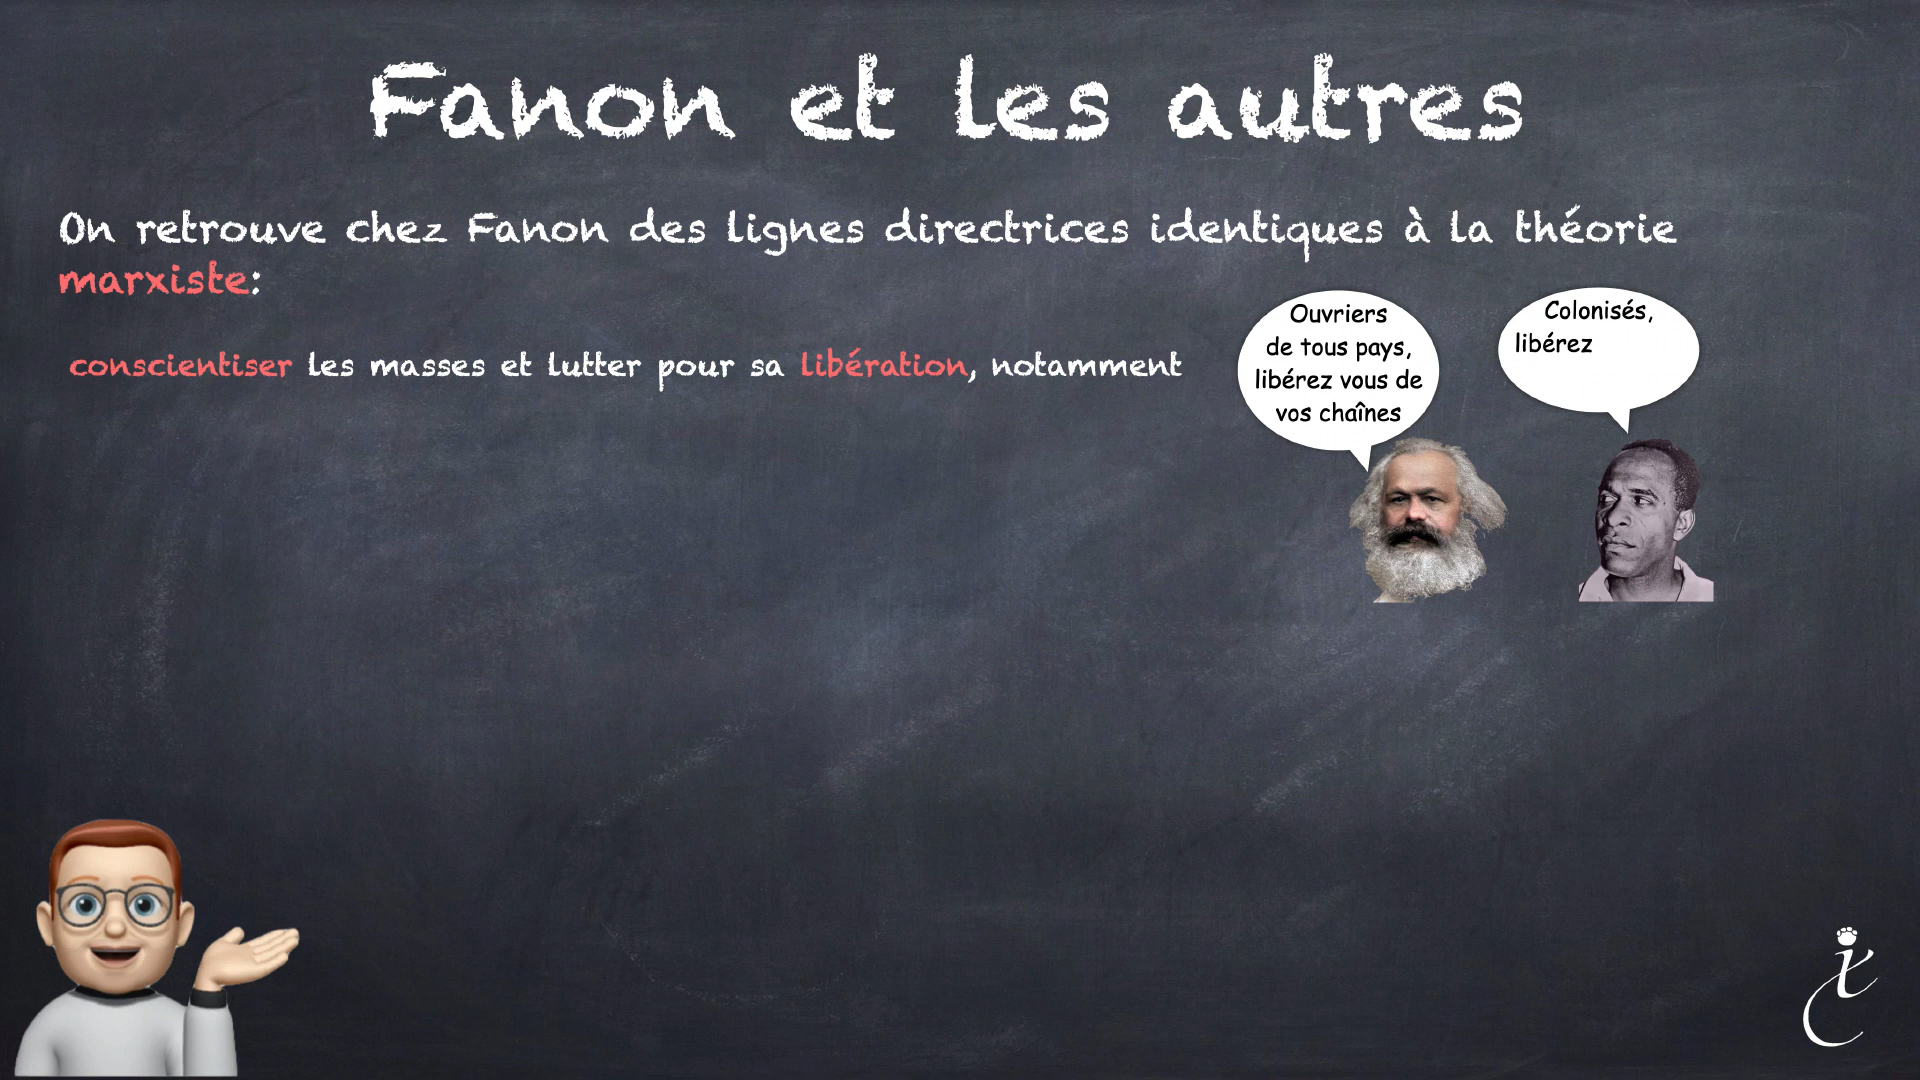 Fanon et les autres
On retrouve chez Fanon des lignes directrices identiques à la théorie
marxiste:
conscientiser les masses et lutter pour sa libération, notamment
Ouvriers
de tous pays,
libérez vous de
vos chaînes
Colonisés,
libérez